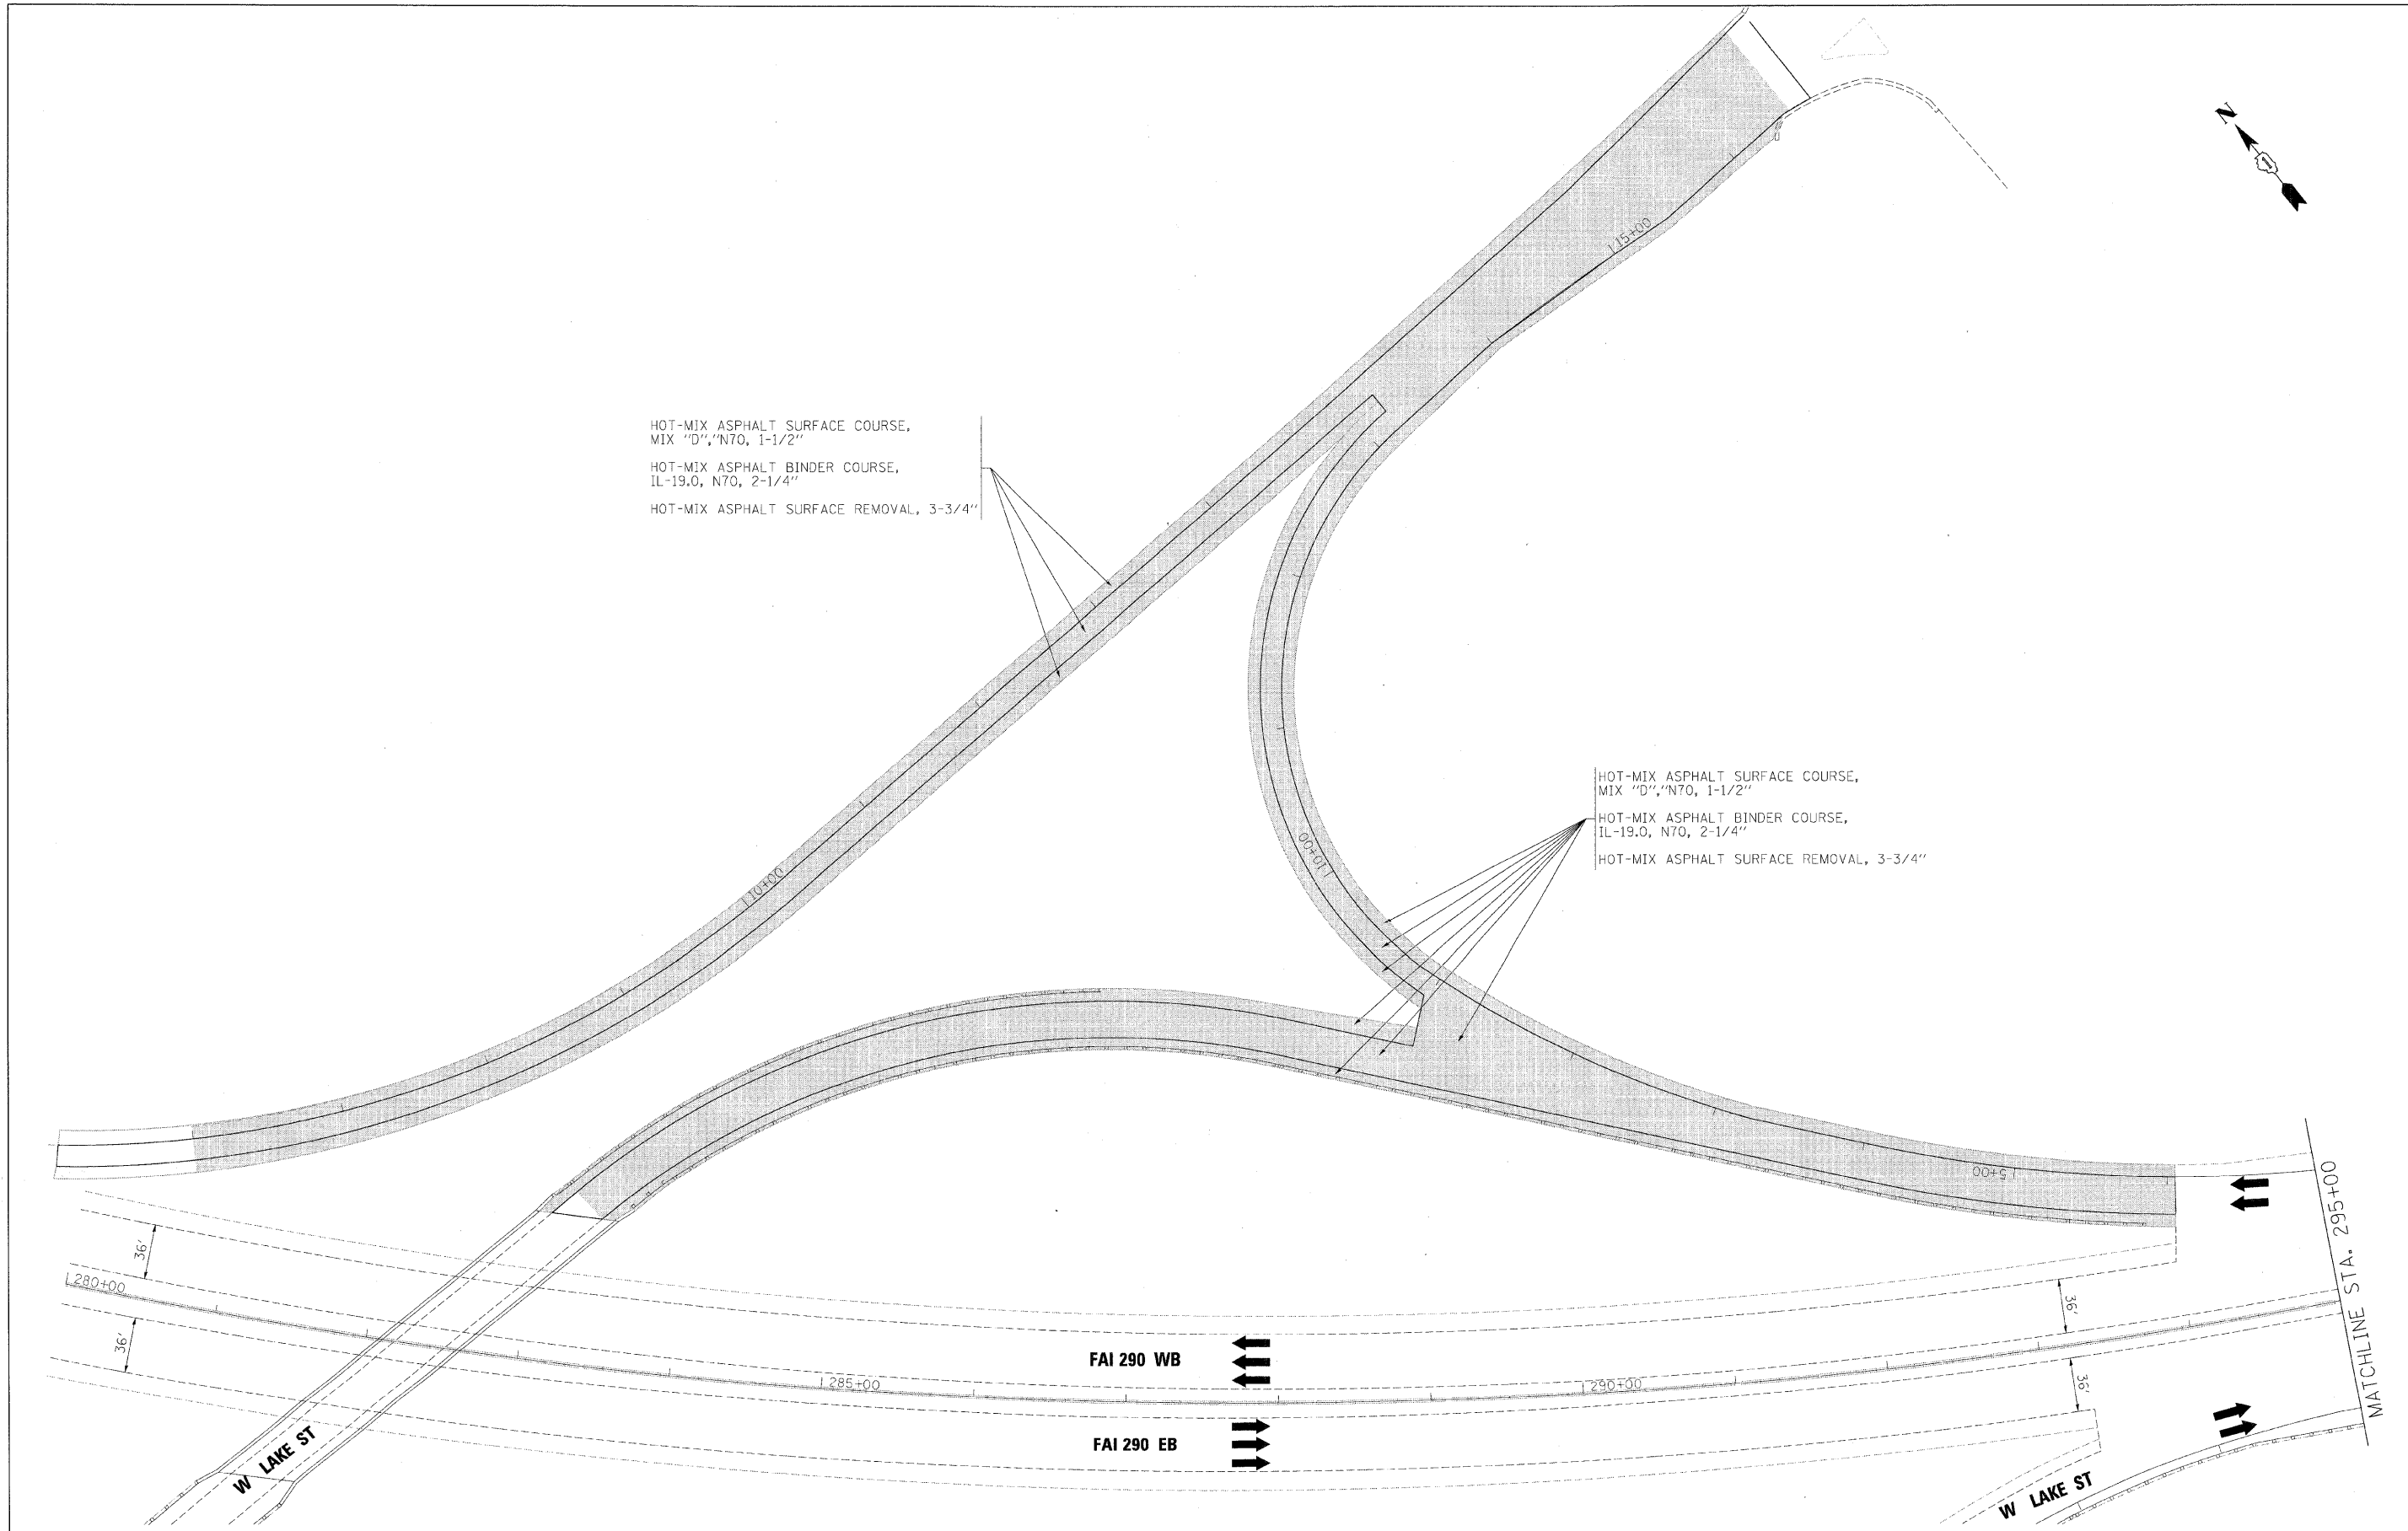 N
1
15+00
HOT-MIX ASPHALT SURFACE COURSE,
MIX "D","N70, 1-1/2"
HOT-MIX ASPHALT BINDER COURSE,
IL-19.0, N70, 2-1/4"
HOT-MIX ASPHALT SURFACE REMOVAL, 3-3/4"
HOT-MIX ASPHALT SURFACE COURSE,
MIX "D","N70, 1-1/2"
HOT-MIX ASPHALT BINDER COURSE,
IL-19.0, N70, 2-1/4"
HOT-MIX ASPHALT SURFACE REMOVAL, 3-3/4"
10+00
110+00
15+00
MATCHLINE STA. 295+00
36'
280+00
36'
36'
36'
FAI 290 WB
285+00
290+00
FAI 290 EB
W LAKE ST
W LAKE ST